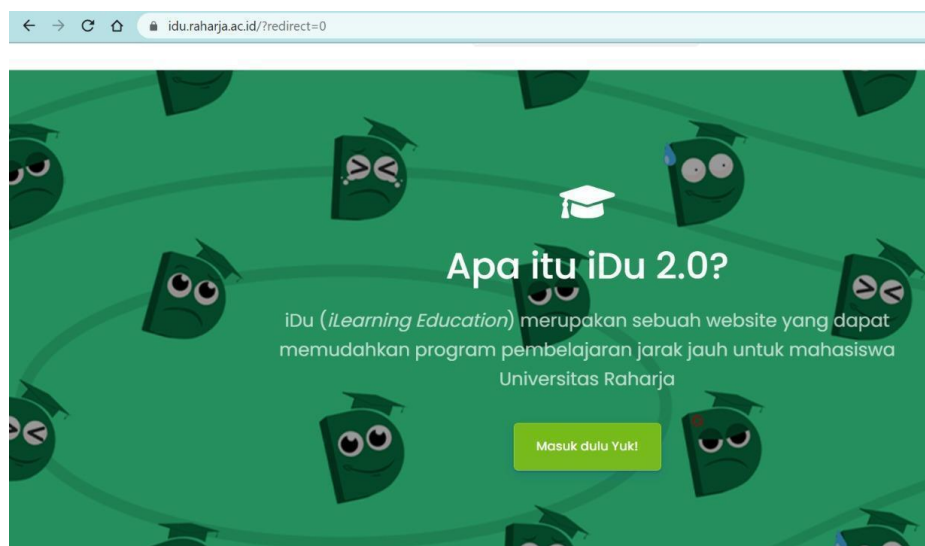 idu.raharja.ac.id/?redirect=0
Apa itu iDu 2.0?
iDu (iLearning Education) merupakan sebuah website yang dapat
memudahkan program pembelajaran jarak jauh untuk mahasiswa
Universitas Raharja
Masuk dulu Yuk!